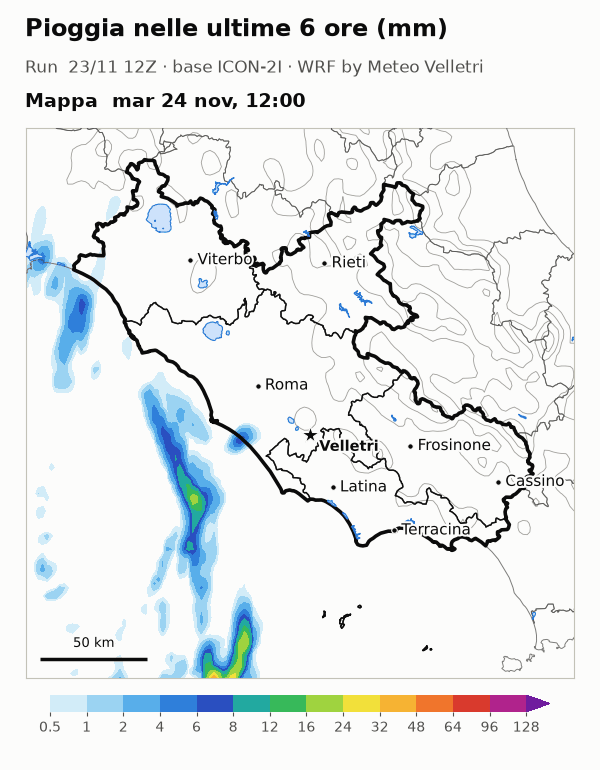 Pioggia nelle ultime 6 ore (mm)
Run 23/11 12Z · base ICON-2I · WRF by Meteo Velletri
Mappa mar 24 nov, 12:00
Viterbo
Rieti
Roma
Velletri
Frosinone
Cassino
Latina
Terracina
50 km
0.5 1 2 4 6 8 12 16 24 32 48 64 96 128